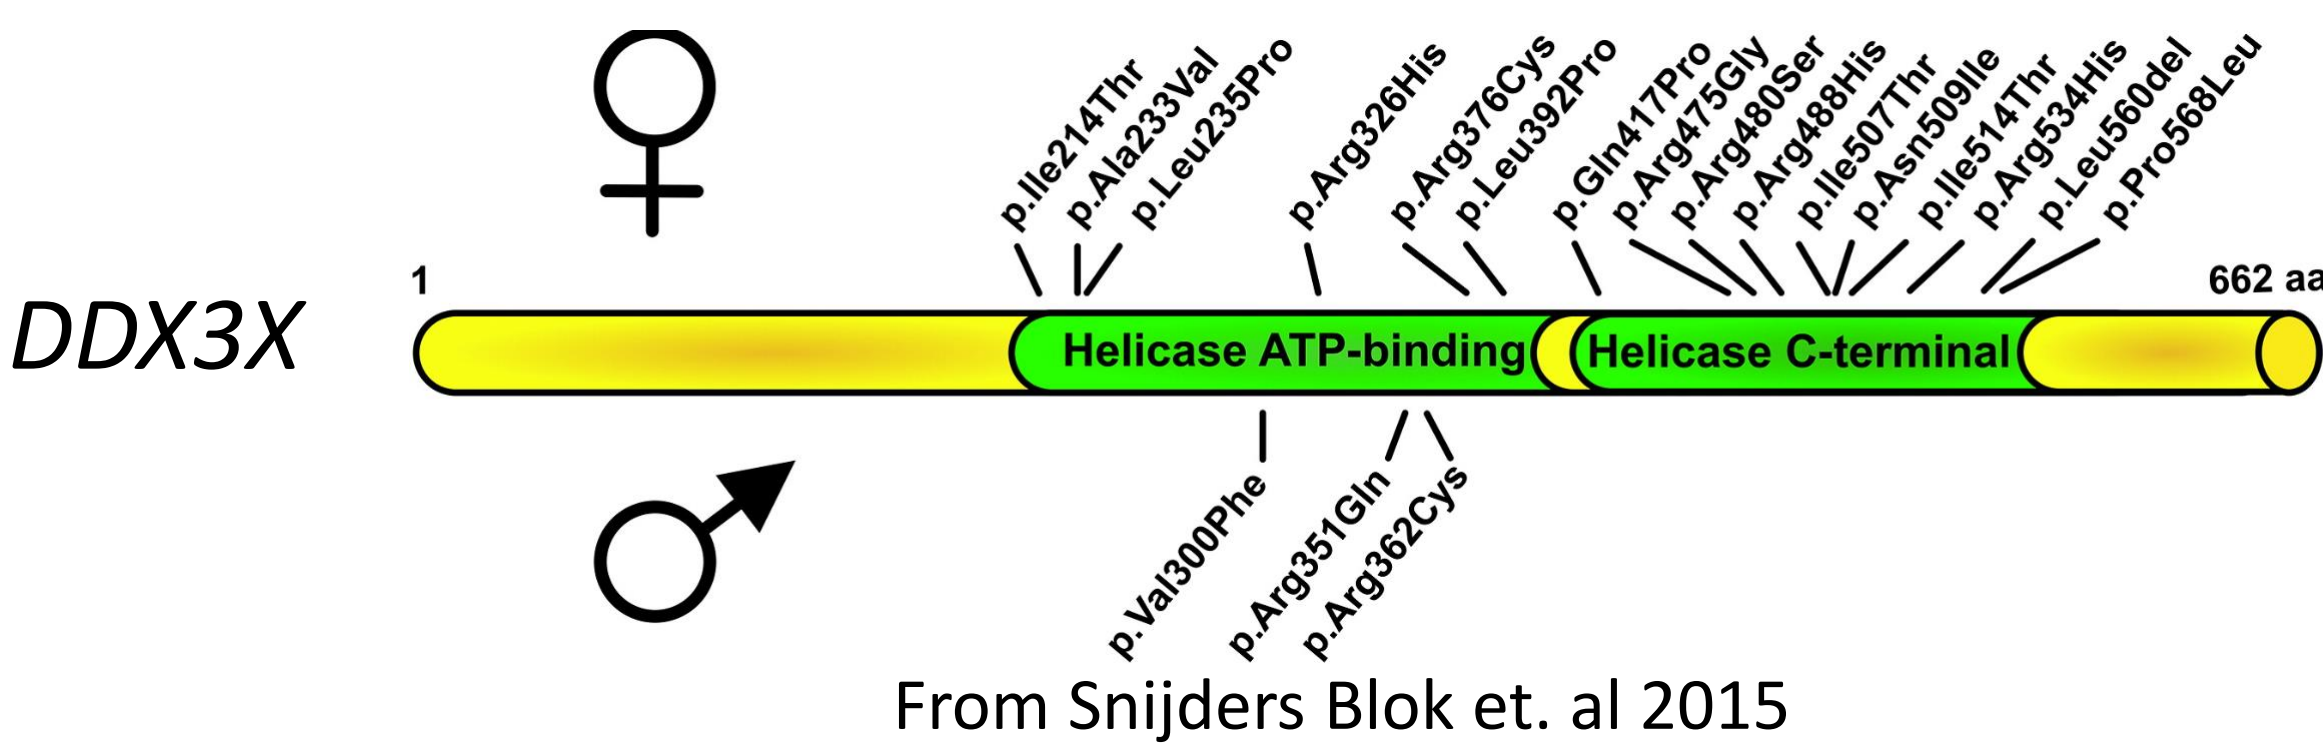 p.Ile214Thr
p.Ala233Val
p.Leu235Pro
p.Arg326His
p.Arg376Cys
p.Leu392Pro
p.Gln417Pro
p.Arg475Gly
p.Arg480Ser
p.Arg488His
p.Ile507Thr
p.Asn509Ile
p.Ile514Thr
p.Arg534His
p.Leu560del
p.Pro568Leu
1
662 aa
DDX3X
Helicase ATP-binding
Helicase C-terminal
p.Val300Phe
p.Arg351Gln
p.Arg362Cys
From Snijders Blok et. al 2015